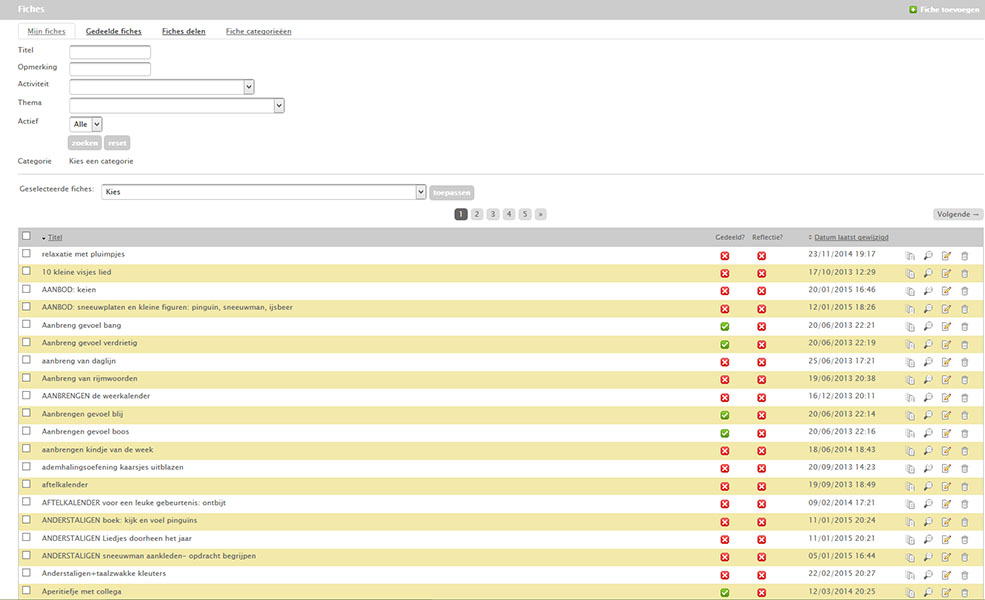 Fiches Fiche toevoegen
Mijn fiches Gedeelde fiches Fiches delen Fiche categorieëen
Titel
Opmerking
Activiteit
Thema
Actief Alle
zoeken reset
Categorie Kies een categorie
Geselecteerde fiches: Kies toepassen
1 2 3 4 5 » Volgende →
Titel Gedeeld? Reflectie? Datum laatst gewijzigd
relaxatie met pluimpjes 23/11/2014 19:17
10 kleine visjes lied 17/10/2013 12:29
AANBOD: keien 20/01/2015 16:46
AANBOD: sneeuwplaten en kleine figuren: pinguin, sneeuwman, ijsbeer 12/01/2015 18:26
Aanbreng gevoel bang 20/06/2013 22:21
Aanbreng gevoel verdrietig 20/06/2013 22:19
aanbreng van daglijn 25/06/2013 17:21
Aanbreng van rijmwoorden 19/06/2013 20:38
AANBRENGEN de weerkalender 16/12/2013 20:11
Aanbrengen gevoel blij 20/06/2013 22:14
Aanbrengen gevoel boos 20/06/2013 22:16
aanbrengen kindje van de week 18/06/2014 18:43
ademhalingsoefening kaarsjes uitblazen 20/09/2013 14:23
aftelkalender 19/09/2013 18:49
AFTELKALENDER voor een leuke gebeurtenis: ontbijt 09/02/2014 17:21
ANDERSTALIGEN boek: kijk en voel pinguins 11/01/2015 20:24
ANDERSTALIGEN Liedjes doorheen het jaar 11/01/2015 20:21
ANDERSTALIGEN sneeuwman aankleden- opdracht begrijpen 05/01/2015 16:44
Anderstaligen+taalzwakke kleuters 22/02/2015 20:27
Aperitiefje met collega 12/03/2014 20:25